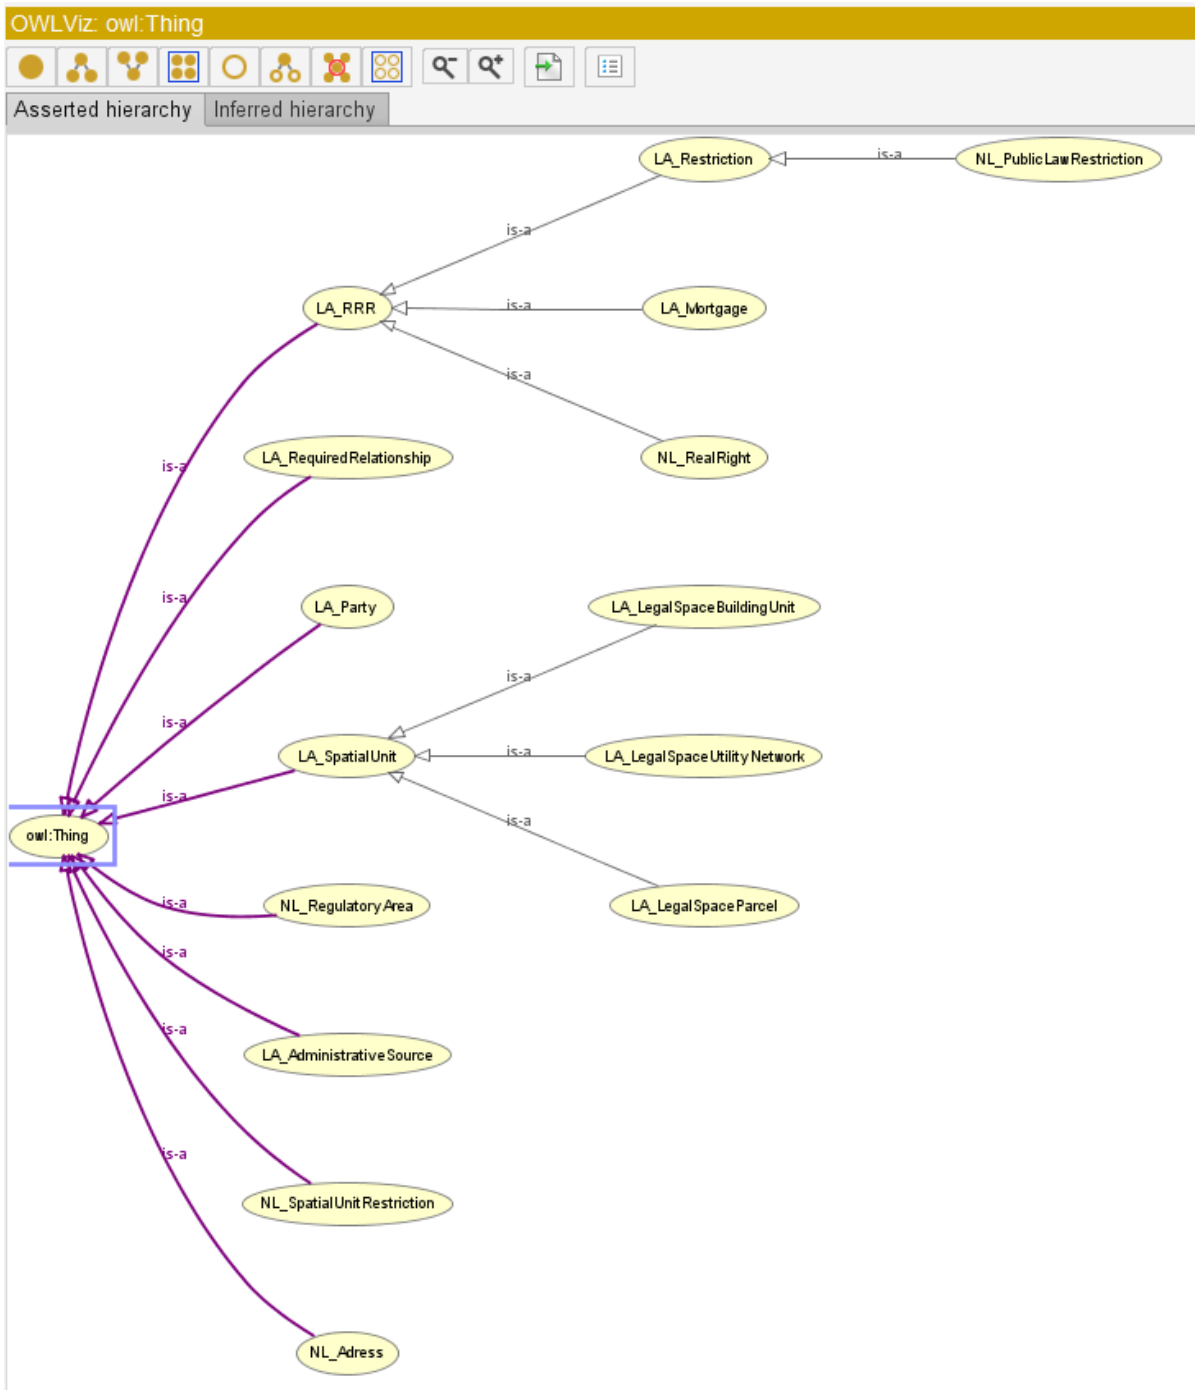 OWLViz: owl:Thing
Asserted hierarchy
Inferred hierarchy
LA_Restriction
is-a
NL_PublicLawRestriction
is-a
LA_RRR
is-a
LA_Mortgage
is-a
NL_RealRight
is-a
LA_RequiredRelationship
is-a
LA_Party
LA_LegalSpaceBuildingUnit
is-a
is-a
LA_SpatialUnit
is-a
LA_LegalSpaceUtilityNetwork
is-a
is-a
owl:Thing
is-a
NL_RegulatoryArea
LA_LegalSpaceParcel
is-a
is-a
LA_AdministrativeSource
is-a
NL_SpatialUnitRestriction
NL_Adress